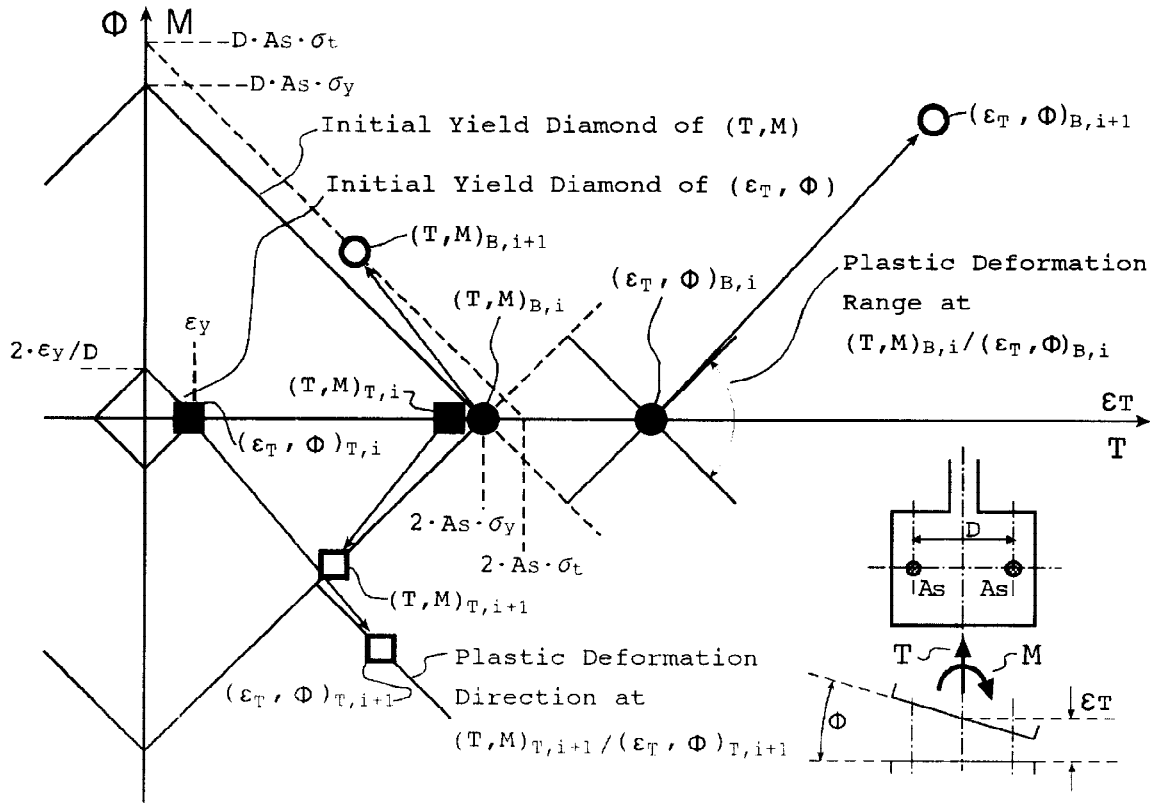 Φ M
D·As·σt
D·As·σy
Initial Yield Diamond of (T,M)
(εT,Φ)B,i+1
Initial Yield Diamond of (εT,Φ)
(T,M)B,i+1
(εT,Φ)B,i
Plastic Deformation
Range at
(T,M)B,i/(εT,Φ)B,i
(T,M)B,i
εy
2·εy/D
(T,M)T,i
εT
(εT,Φ)T,i
T
2·As·σy
2·As·σt
D
As As
(T,M)T,i+1
T M
Plastic Deformation
Direction at
(T,M)T,i+1/(εT,Φ)T,i+1
(εT,Φ)T,i+1
εT
Φ